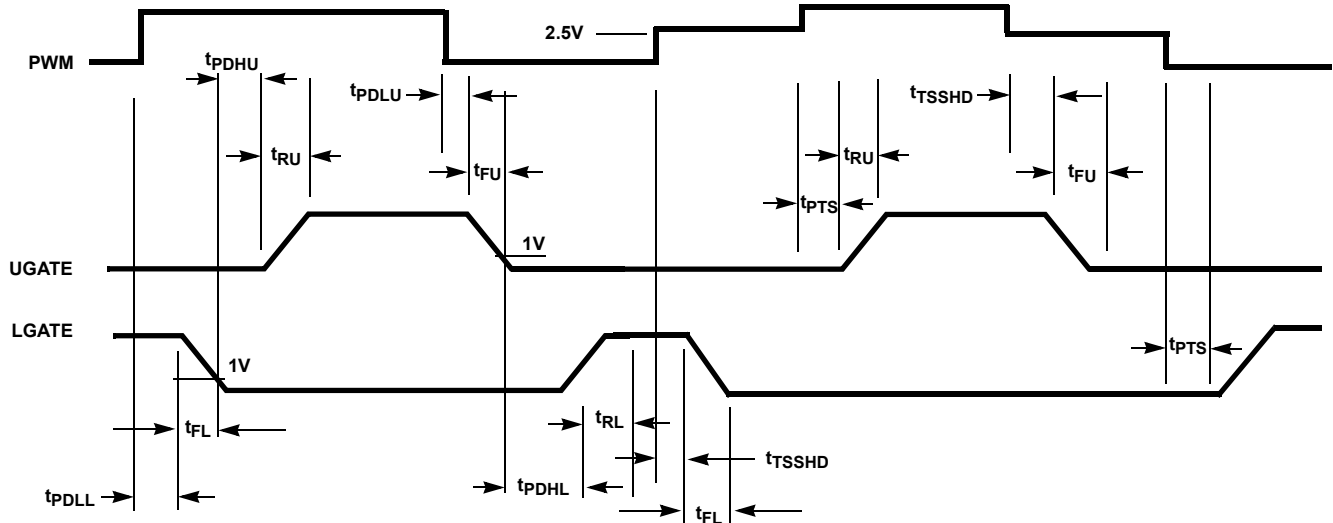 2.5V
PWM
tPDHU
tPDLU
tTSSHD
tRU
tFU
tRU
tFU
tPTS
1V
UGATE
LGATE
1V
tPTS
tFL
tRL
tTSSHD
tPDLL
tPDHL
tFL